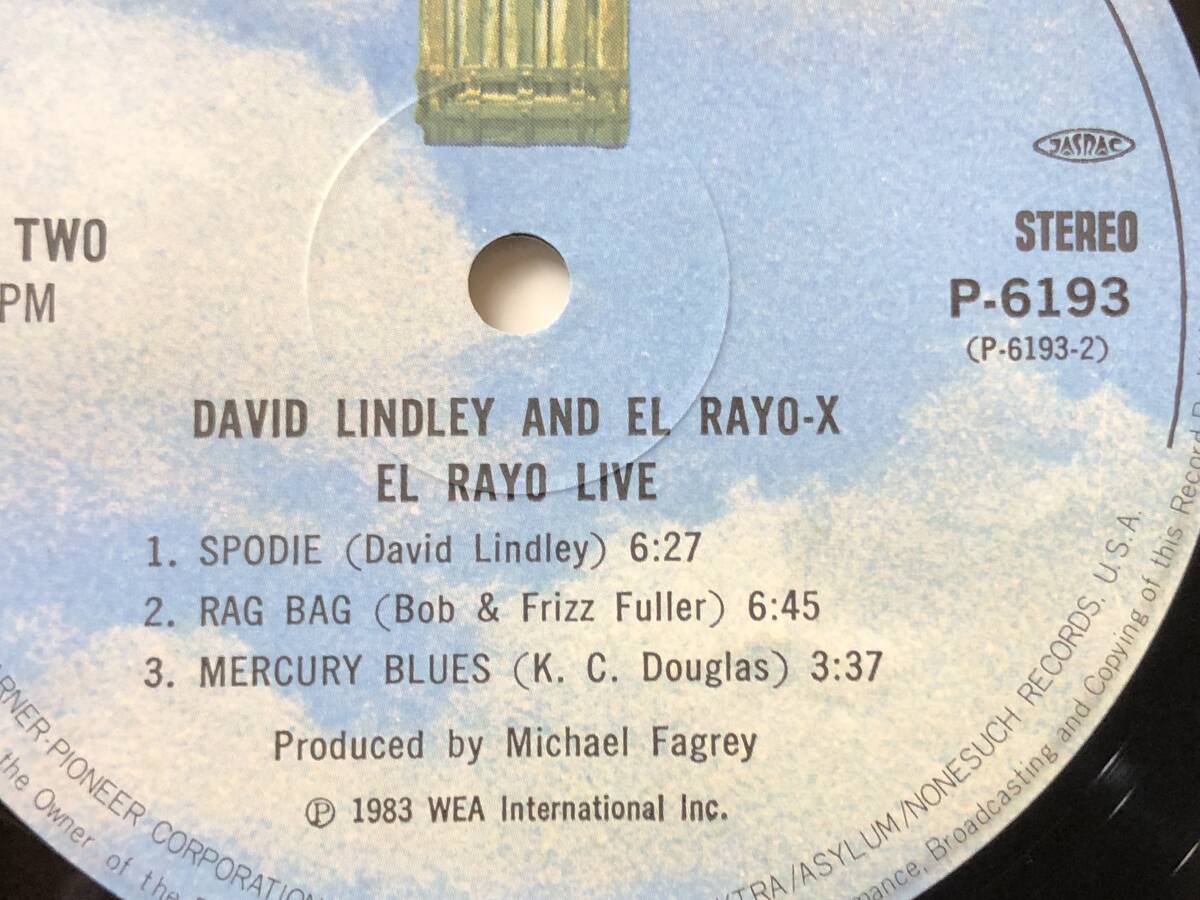 TWO
PM
JASRAC
STEREO
P-6193
(P-6193-2)
DAVID LINDLEY AND EL RAYO-X
EL RAYO LIVE
1. SPODIE (David Lindley) 6:27
2. RAG BAG (Bob & Frizz Fuller) 6:45
3. MERCURY BLUES (K. C. Douglas) 3:37
Produced by Michael Fagrey
Ⓟ 1983 WEA International Inc.
RNER-PIONEER CORPORATION
the Owner of the
KTRA/ASYLUM/NONESUCH RECORDS, U.S.A.
mance, Broadcasting and Copying of this Record